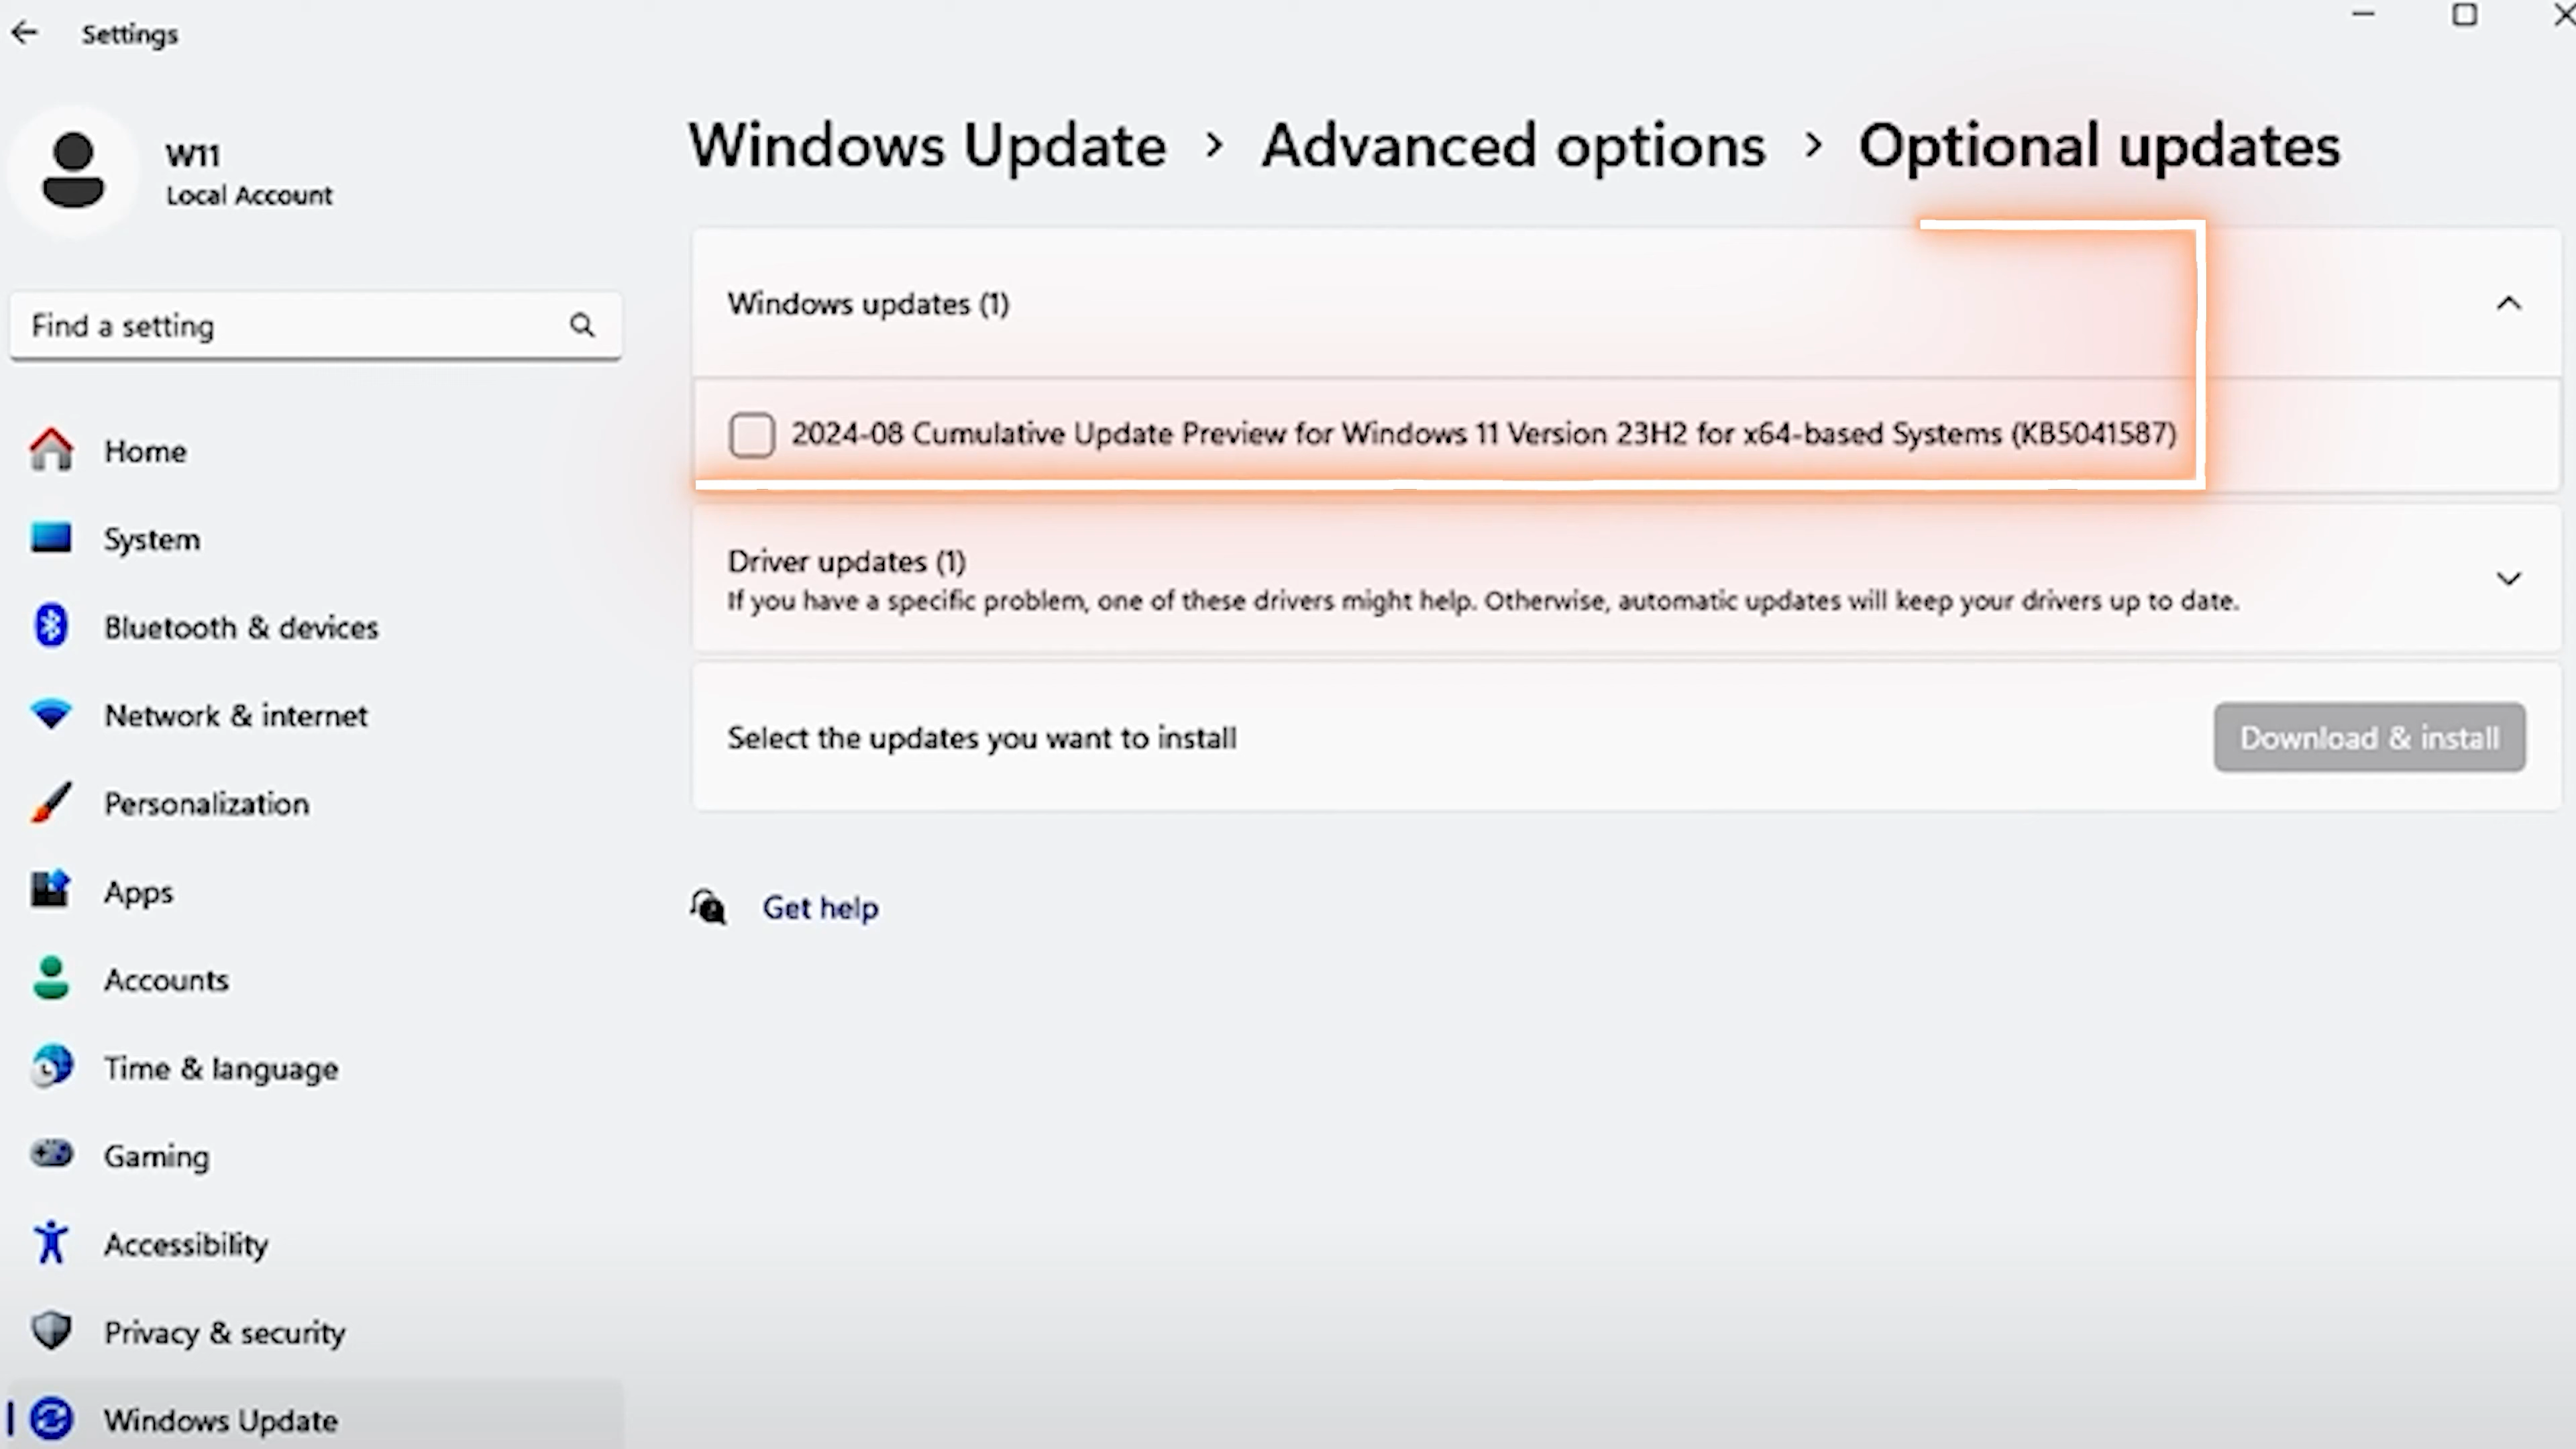 Settings
W11
Local Account
Find a setting
Home
System
Bluetooth & devices
Network & internet
Personalization
Apps
Accounts
Time & language
Gaming
Accessibility
Privacy & security
Windows Update
Windows Update > Advanced options > Optional updates
Windows updates (1)
2024-08 Cumulative Update Preview for Windows 11 Version 23H2 for x64-based Systems (KB5041587)
Driver updates (1)
If you have a specific problem, one of these drivers might help. Otherwise, automatic updates will keep your drivers up to date.
Select the updates you want to install
Download & install
Get help